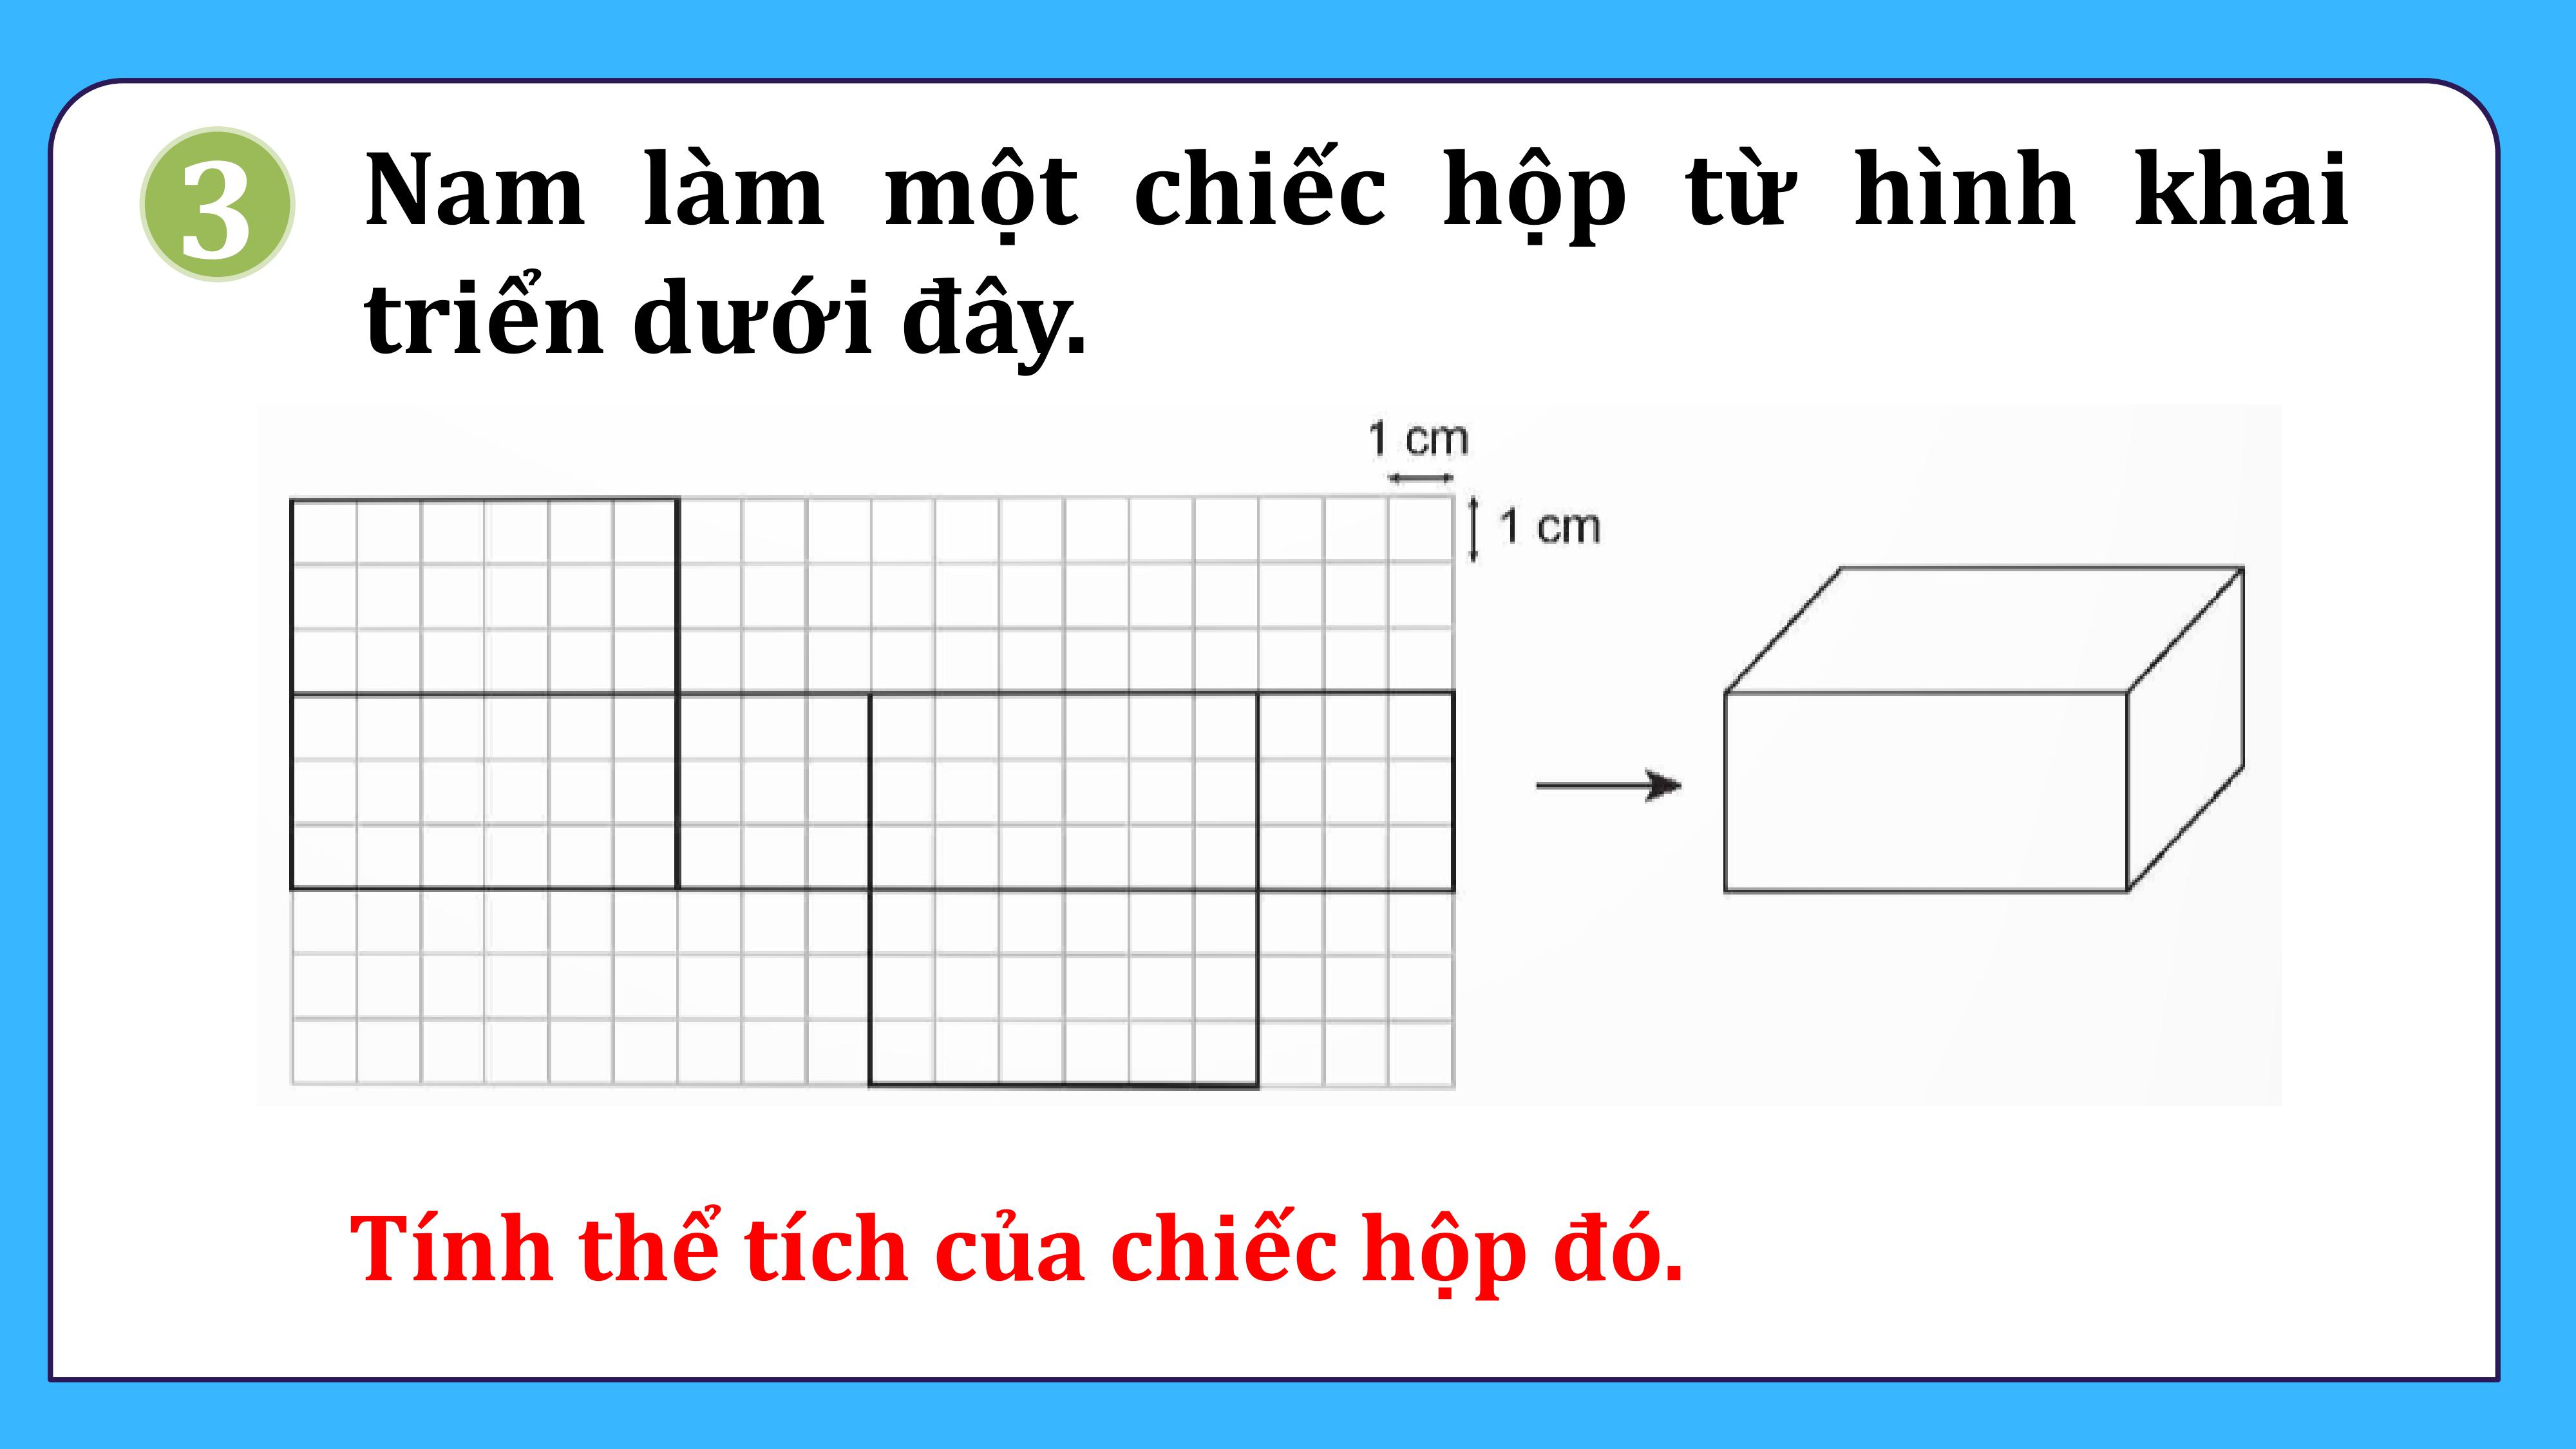 3
Nam làm một chiếc hộp từ hình khai
triển dưới đây.
1 cm
1 cm
Tính thể tích của chiếc hộp đó.